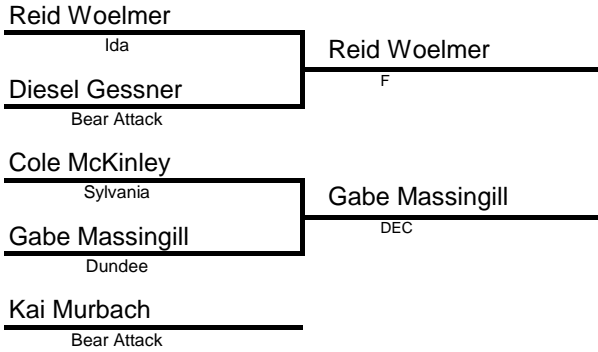 Reid Woelmer
Ida
Reid Woelmer
F
Diesel Gessner
Bear Attack
Cole McKinley
Sylvania
Gabe Massingill
DEC
Gabe Massingill
Dundee
Kai Murbach
Bear Attack